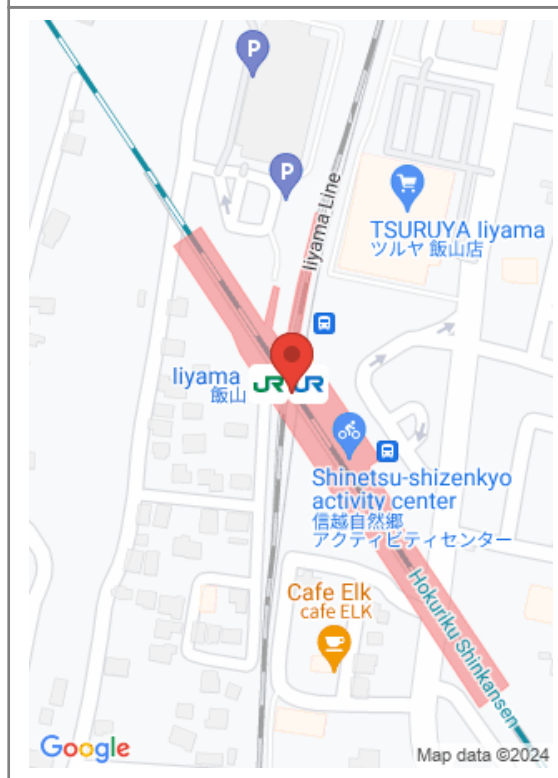 P
P
Iiyama Line
TSURUYA Iiyama
ツルヤ 飯山店
Iiyama
飯山
JR
JR
Shinetsu-shizenkyo
activity center
信越自然郷
アクティビティセンター
Cafe Elk
cafe ELK
Hokuriku Shinkansen
Google
Map data ©2024